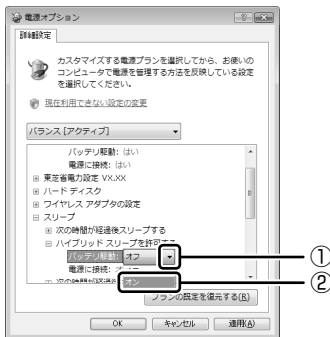 電源オプション
詳細設定
カスタマイズする電源プランを選択してから、お使いの
コンピュータで電源を管理する方法を反映している設定
を選択してください。
現在利用できない設定の変更
バランス [アクティブ]
バッテリ駆動: はい
電源に接続: はい
東芝省電力設定 VX.XX
ハード ディスク
ワイヤレス アダプタの設定
スリープ
次の時間が経過後スリープする
ハイブリッド スリープを許可する
バッテリ駆動: オフ
①
電源に接続:
オン
②
次の時間が経過後
プランの既定を復元する(R)
OK キャンセル 適用(A)